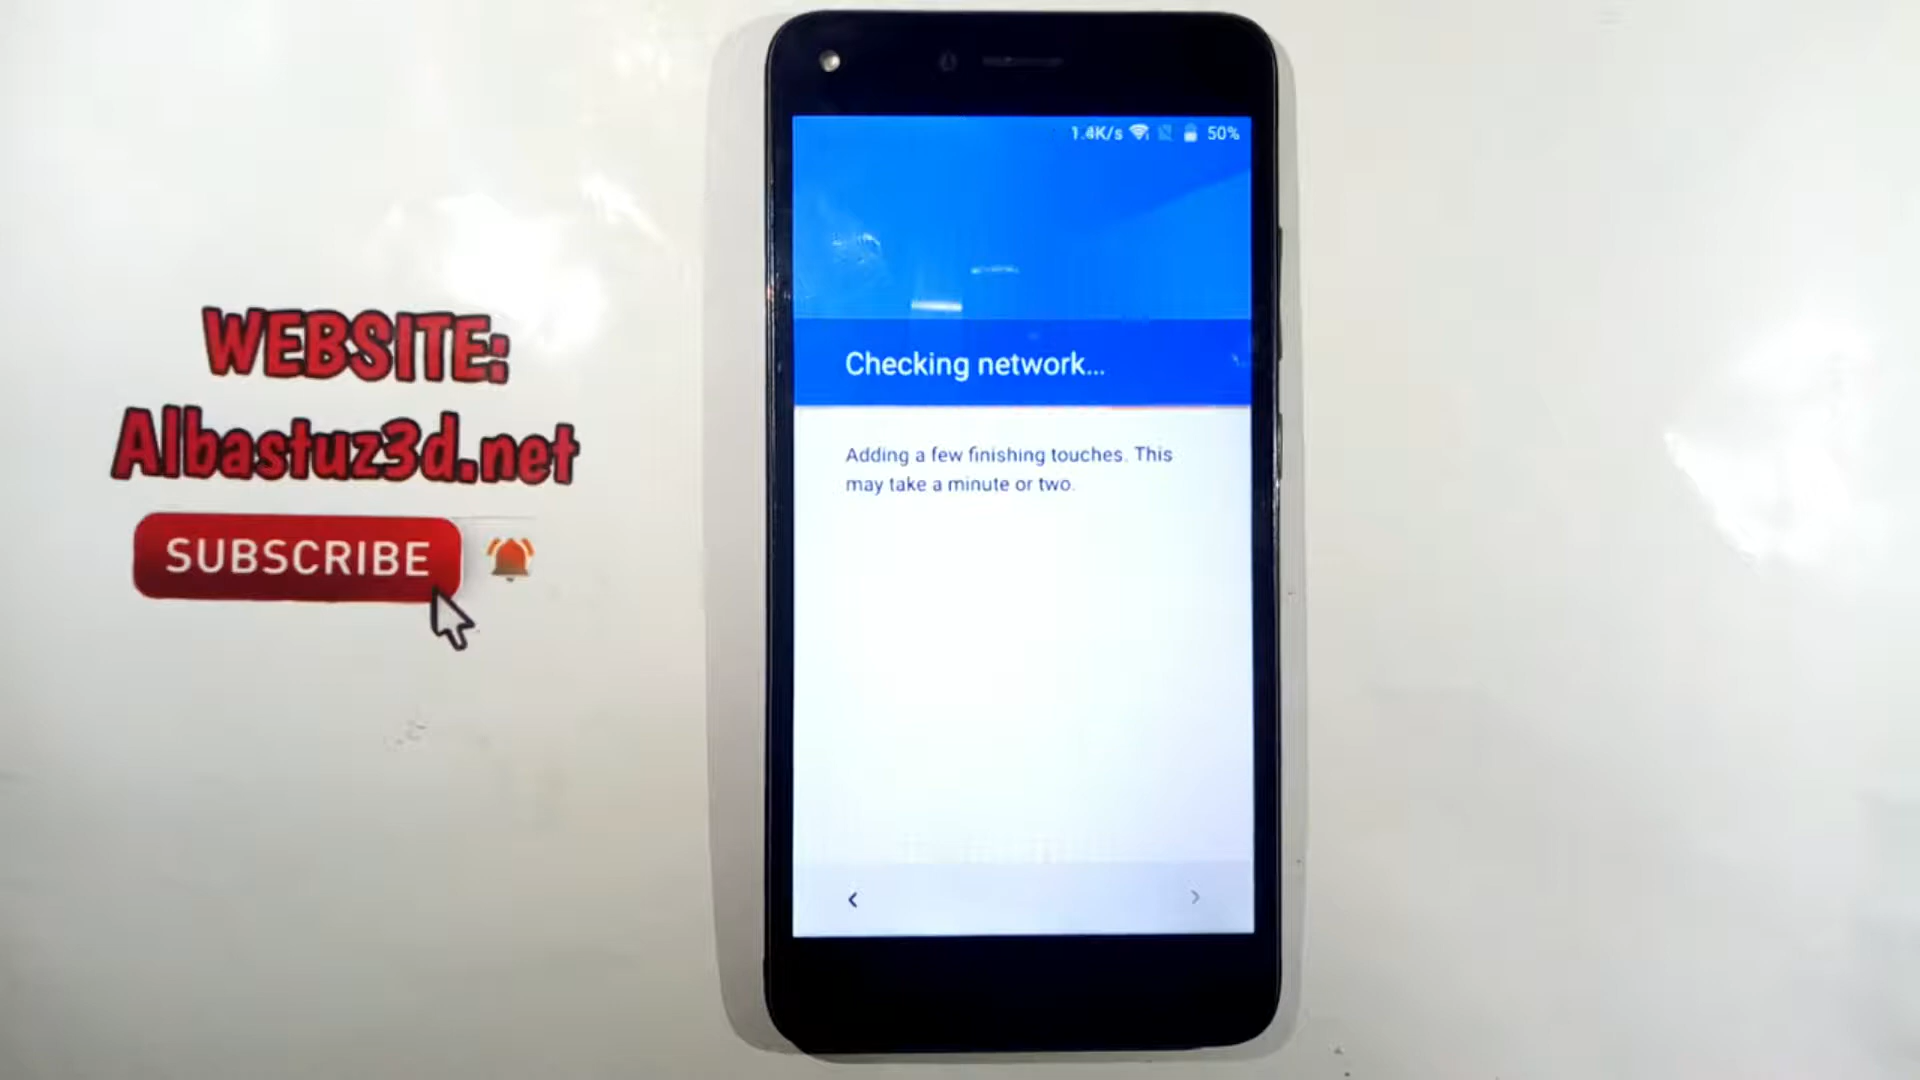 WEBSITE:
Albastuz3d.net
SUBSCRIBE
1.4K/s 50%
Checking network...
Adding a few finishing touches. This
may take a minute or two.